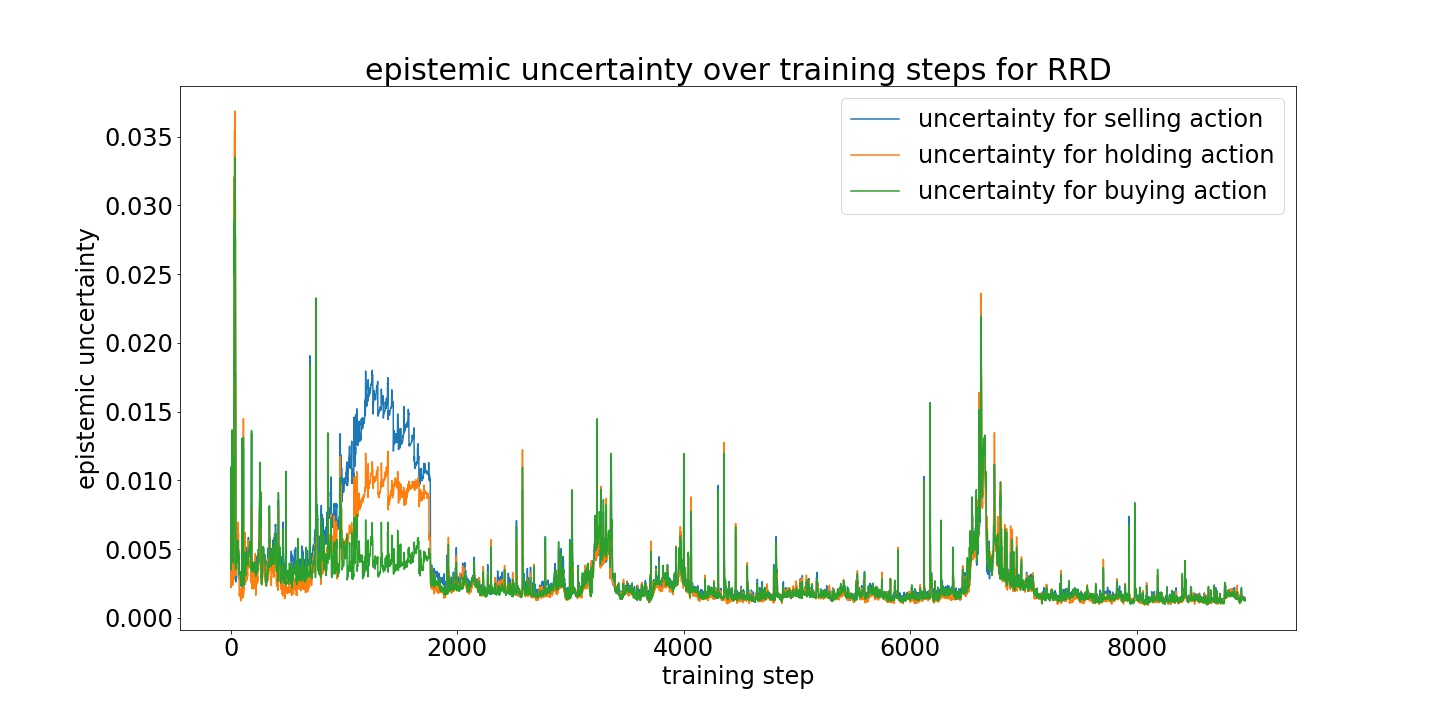 epistemic uncertainty over training steps for RRD
uncertainty for selling action
uncertainty for holding action
uncertainty for buying action
epistemic uncertainty
0.035
0.030
0.025
0.020
0.015
0.010
0.005
0.000
0 2000 4000 6000 8000
training step